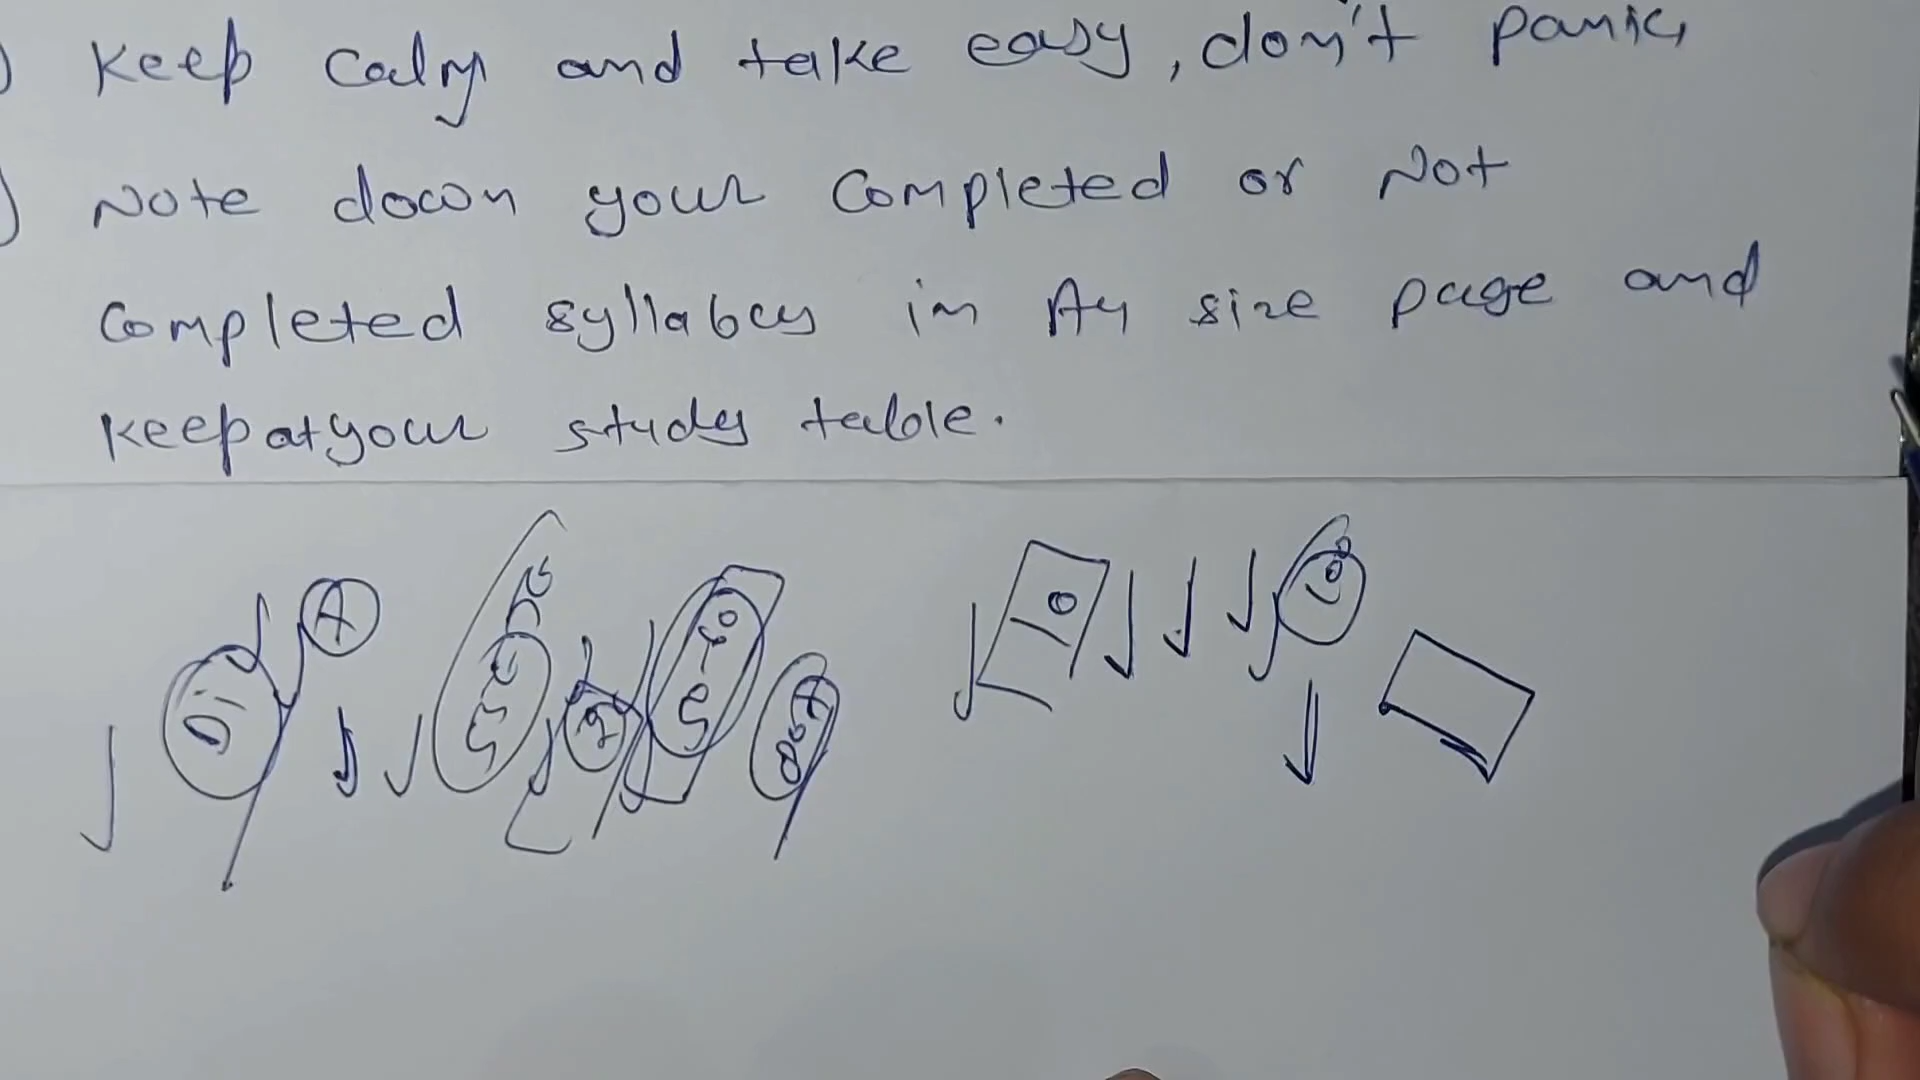 Keep calm and take easy, don't panic,
Note down your completed or Not
completed syllabus in A4 size page and
keep at your study table.
A